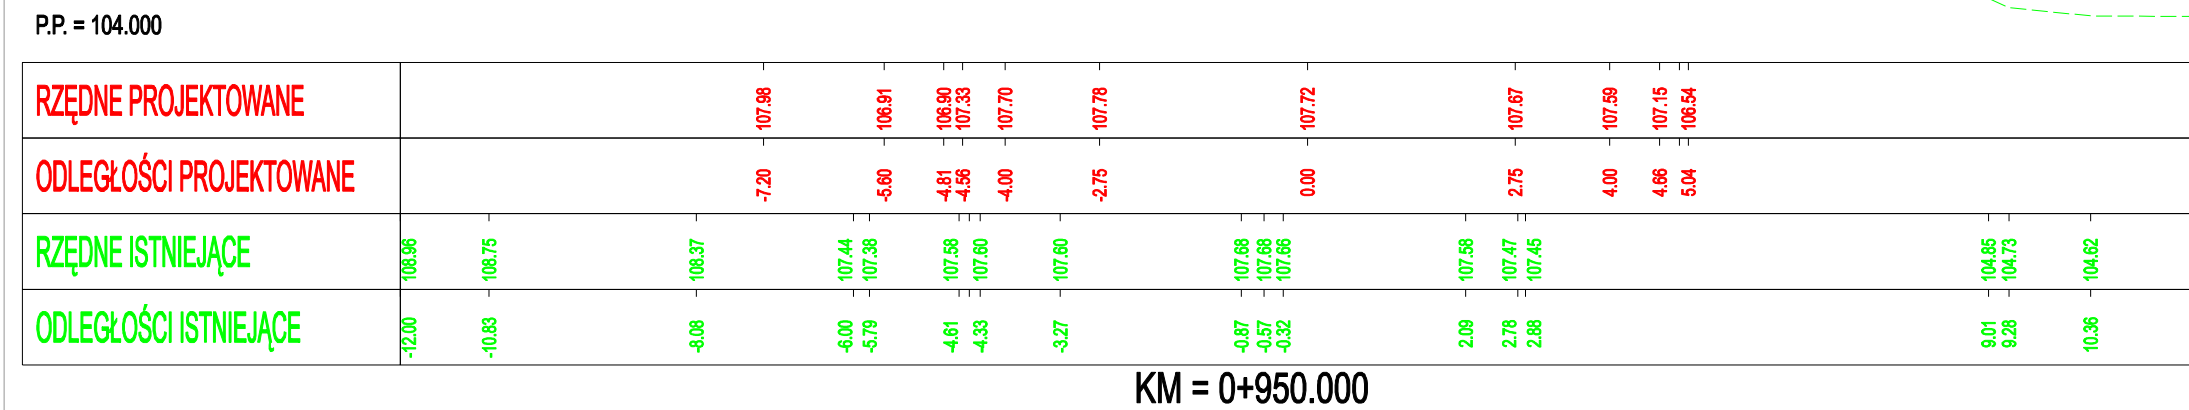 P.P. = 104.000
RZĘDNE PROJEKTOWANE 107.98 106.91 106.90 107.33 107.70 107.78 107.72 107.67 107.59 107.15 106.54
ODLEGŁOŚCI PROJEKTOWANE -7.20 -5.60 -4.81 -4.56 -4.00 -2.75 0.00 2.75 4.00 4.66 5.04
RZĘDNE ISTNIEJĄCE 108.96 108.75 108.37 107.44 107.38 107.58 107.60 107.60 107.68 107.68 107.66 107.58 107.47 107.45 104.85 104.73 104.62
ODLEGŁOŚCI ISTNIEJĄCE -12.00 -10.83 -8.08 -6.00 -5.79 -4.61 -4.33 -3.27 -0.87 -0.57 -0.32 2.09 2.78 2.88 9.01 9.28 10.36
KM = 0+950.000